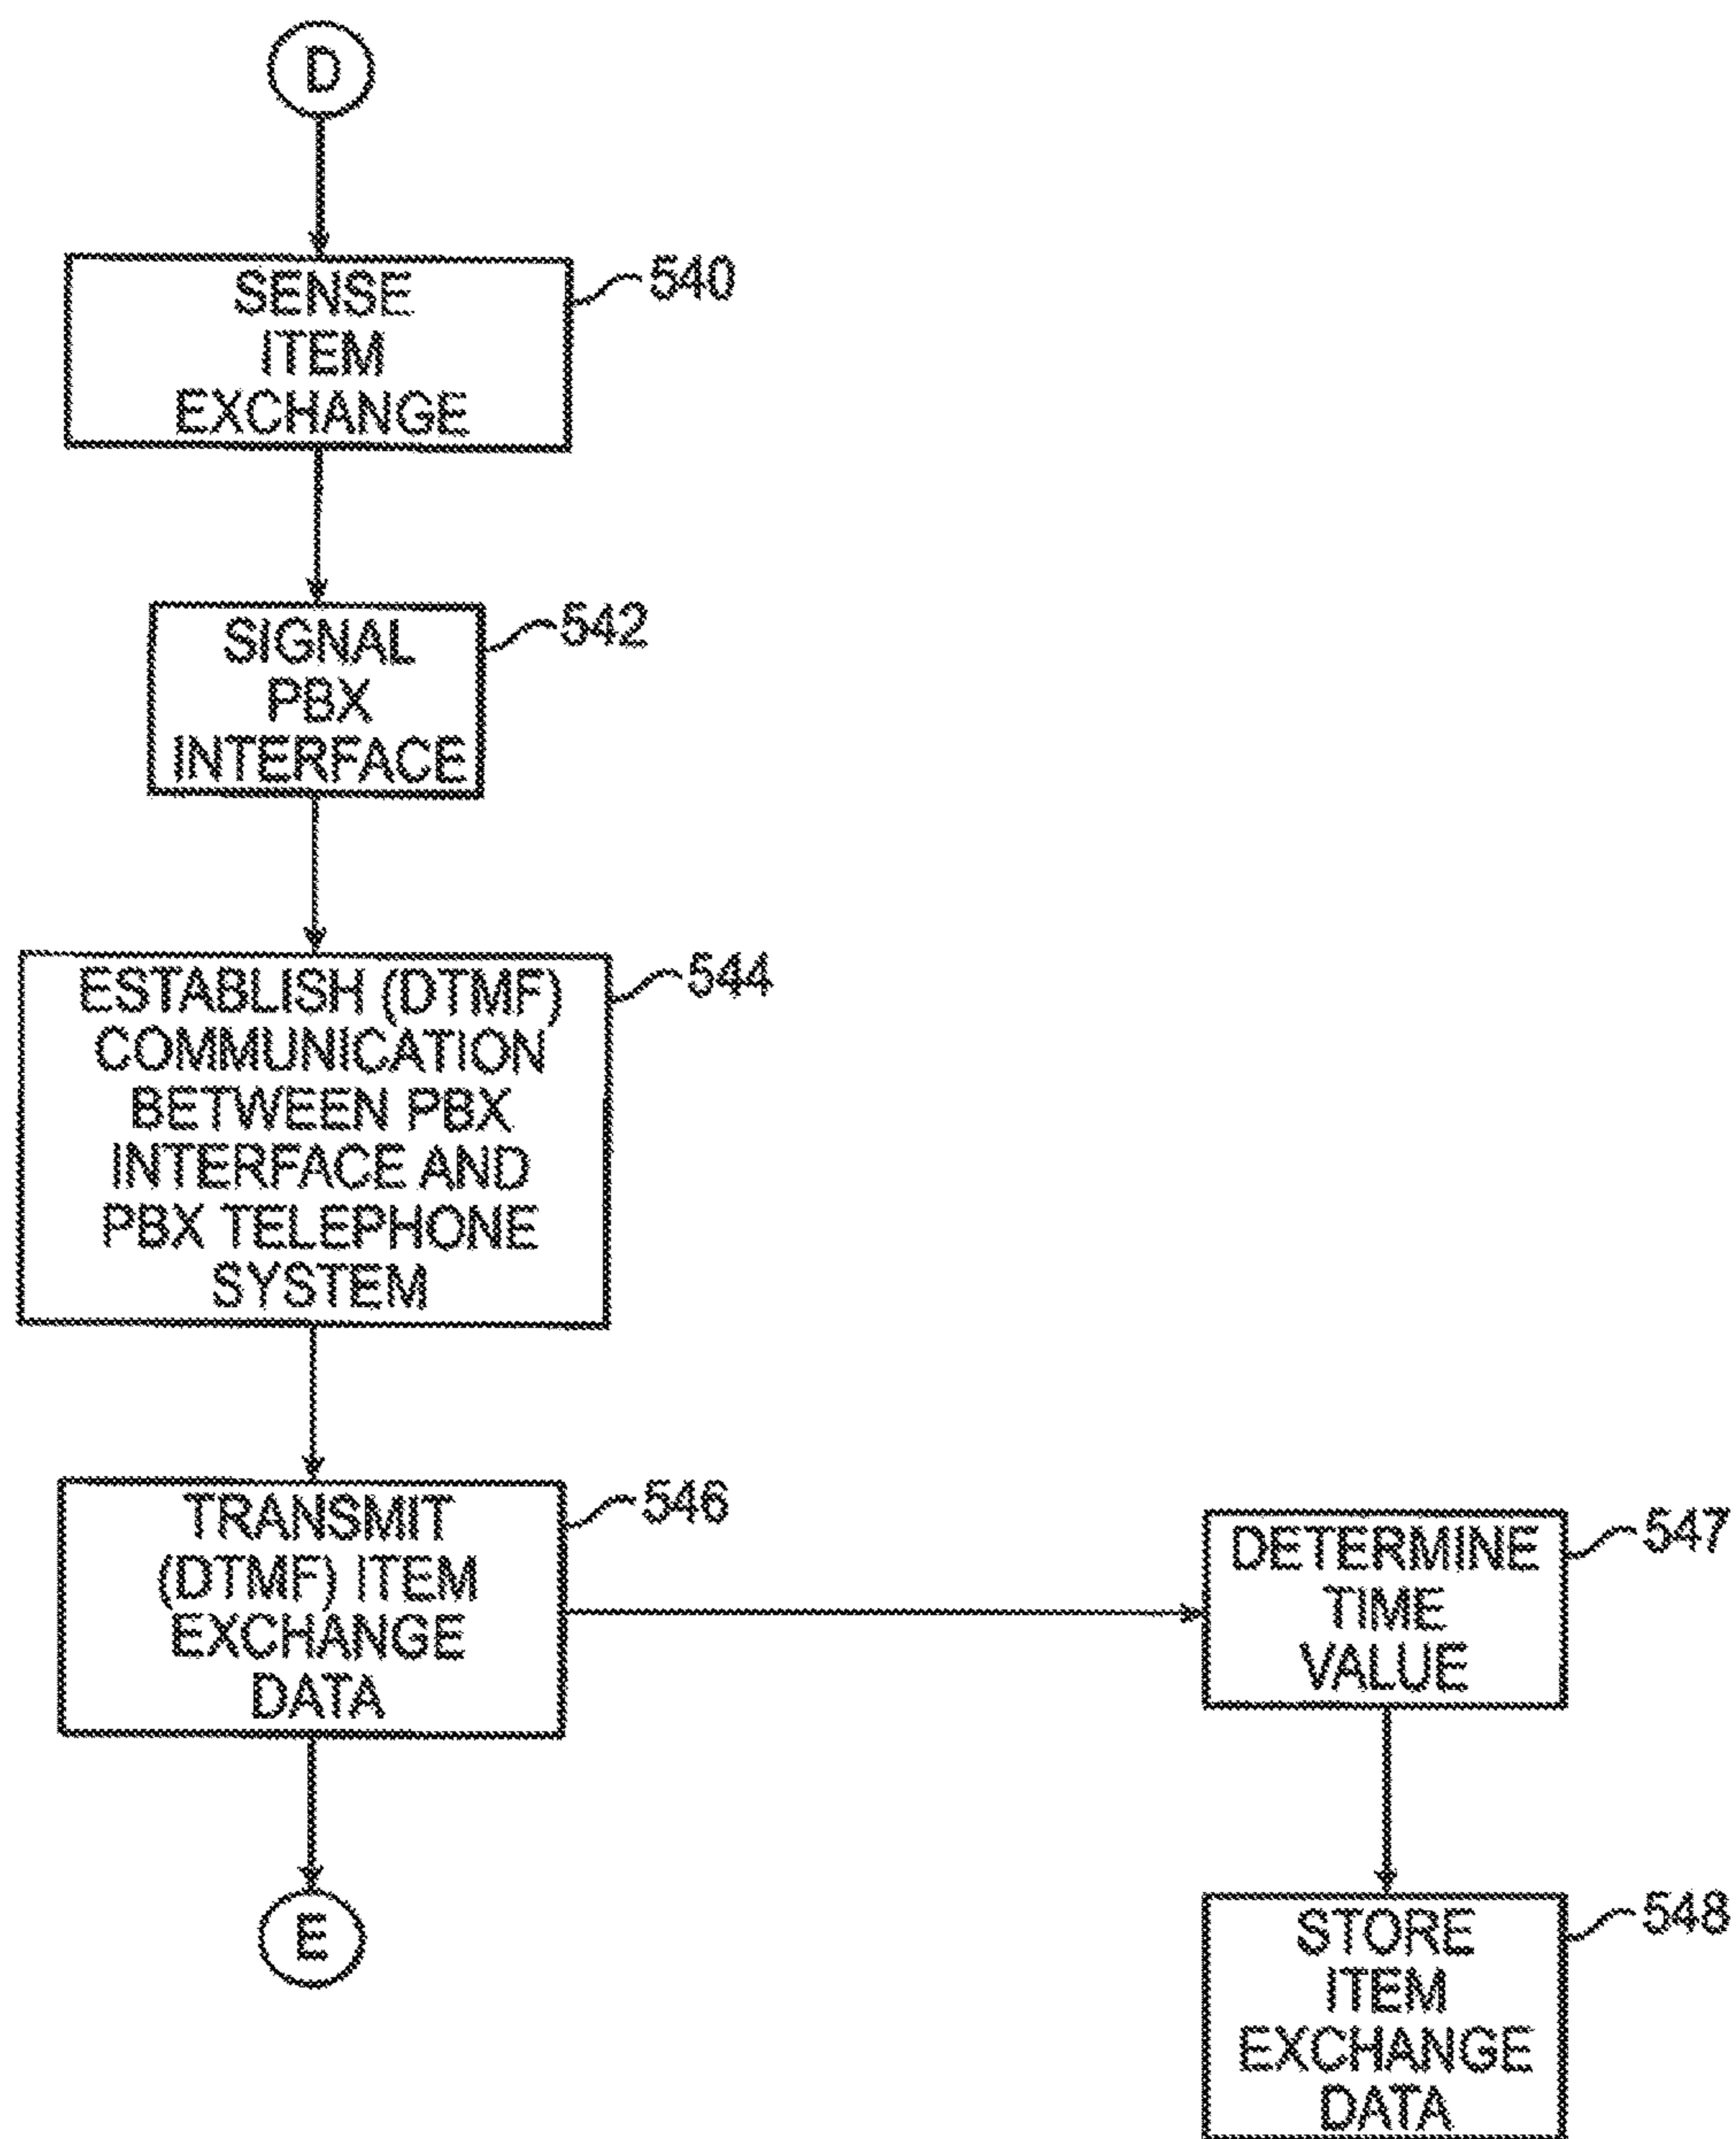 D
SENSE
ITEM
EXCHANGE
540
SIGNAL
PBX
INTERFACE
542
ESTABLISH (DTMF)
COMMUNICATION
BETWEEN PBX
INTERFACE AND
PBX TELEPHONE
SYSTEM
544
TRANSMIT
(DTMF) ITEM
EXCHANGE
DATA
546
DETERMINE
TIME
VALUE
547
E
STORE
ITEM
EXCHANGE
DATA
548